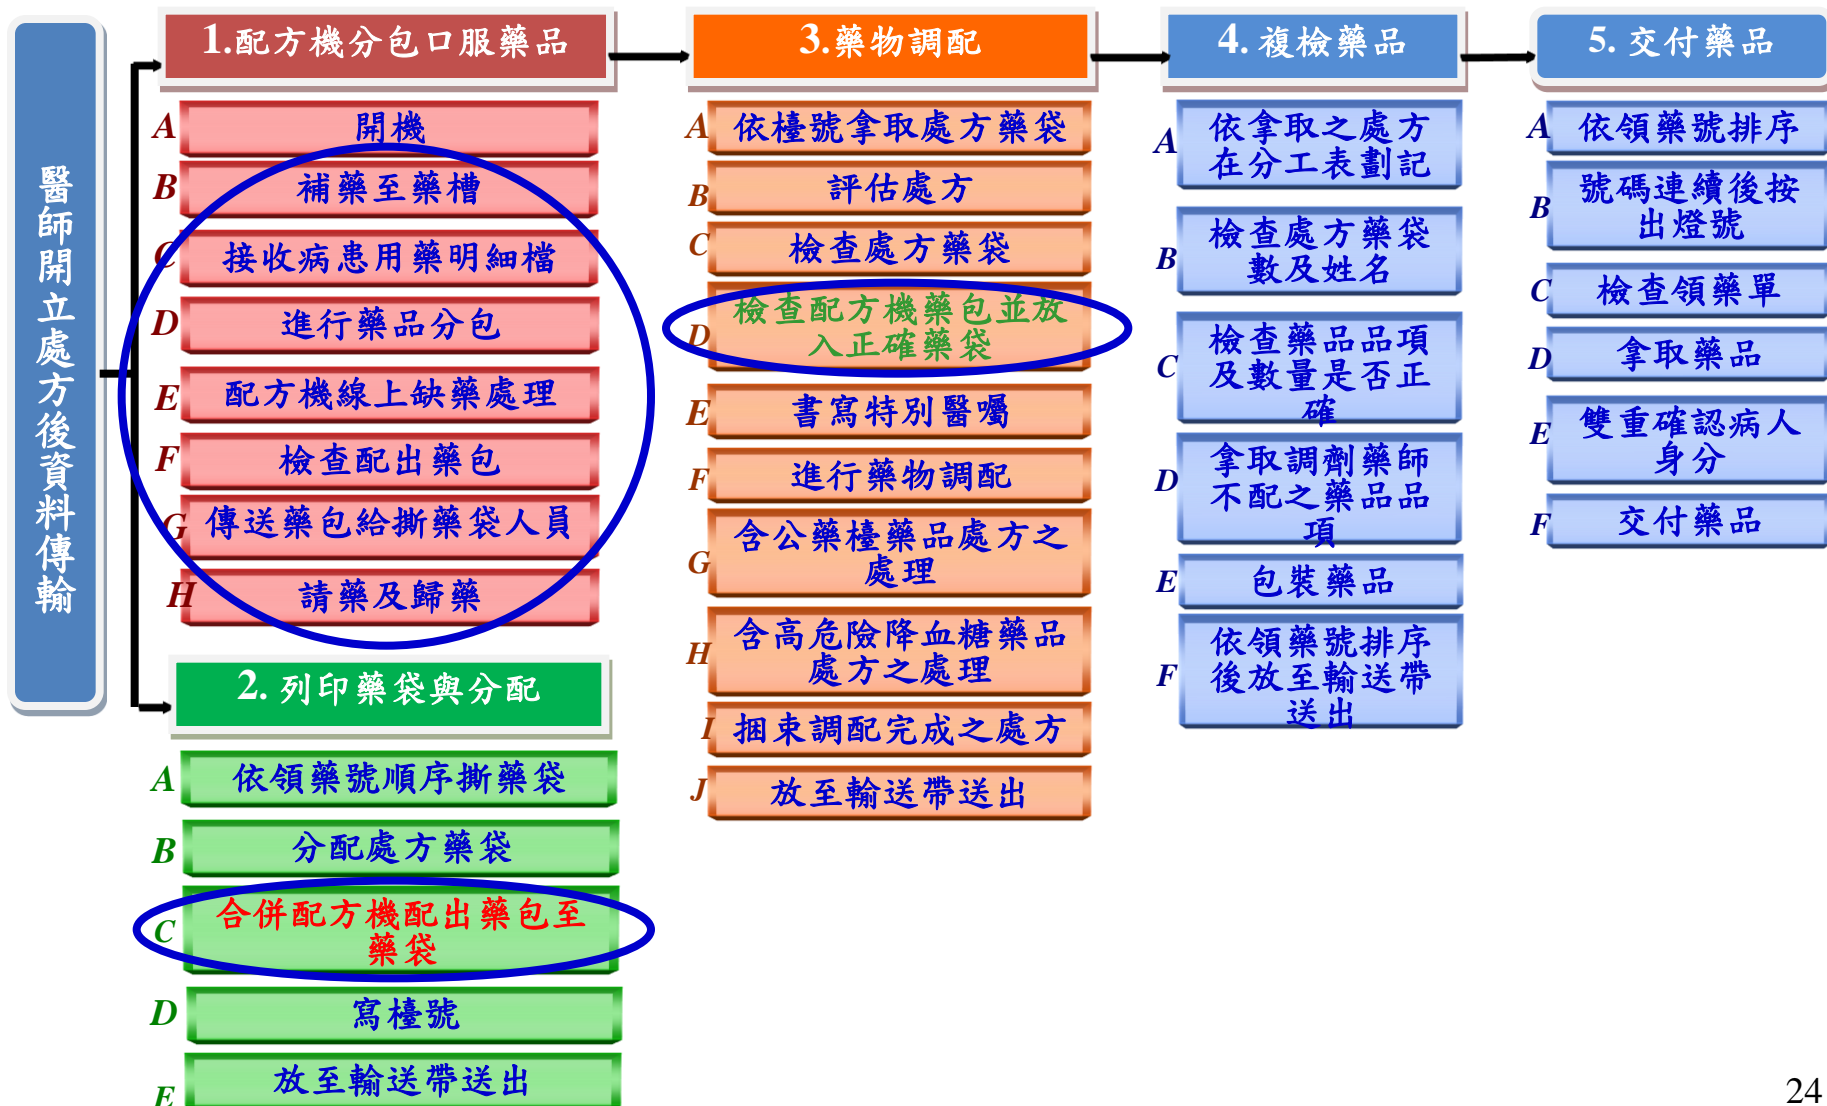 醫師開立處方後資料傳輸
1.配方機分包口服藥品
A 開機
B 補藥至藥槽
C 接收病患用藥明細檔
D 進行藥品分包
E 配方機線上缺藥處理
F 檢查配出藥包
G 傳送藥包給撕藥袋人員
H 請藥及歸藥
2. 列印藥袋與分配
A 依領藥號順序撕藥袋
B 分配處方藥袋
C 合併配方機配出藥包至
藥袋
D 寫檯號
E 放至輸送帶送出
3.藥物調配
A 依檯號拿取處方藥袋
B 評估處方
C 檢查處方藥袋
D 檢查配方機藥包並放
入正確藥袋
E 書寫特別醫囑
F 進行藥物調配
G 含公藥檯藥品處方之
處理
H 含高危險降血糖藥品
處方之處理
I 捆束調配完成之處方
J 放至輸送帶送出
4. 複檢藥品
A 依拿取之處方
在分工表劃記
B 檢查處方藥袋
數及姓名
C 檢查藥品品項
及數量是否正
確
D 拿取調劑藥師
不配之藥品品
項
E 包裝藥品
F 依領藥號排序
後放至輸送帶
送出
5. 交付藥品
A 依領藥號排序
B 號碼連續後按
出燈號
C 檢查領藥單
D 拿取藥品
E 雙重確認病人
身分
F 交付藥品
24